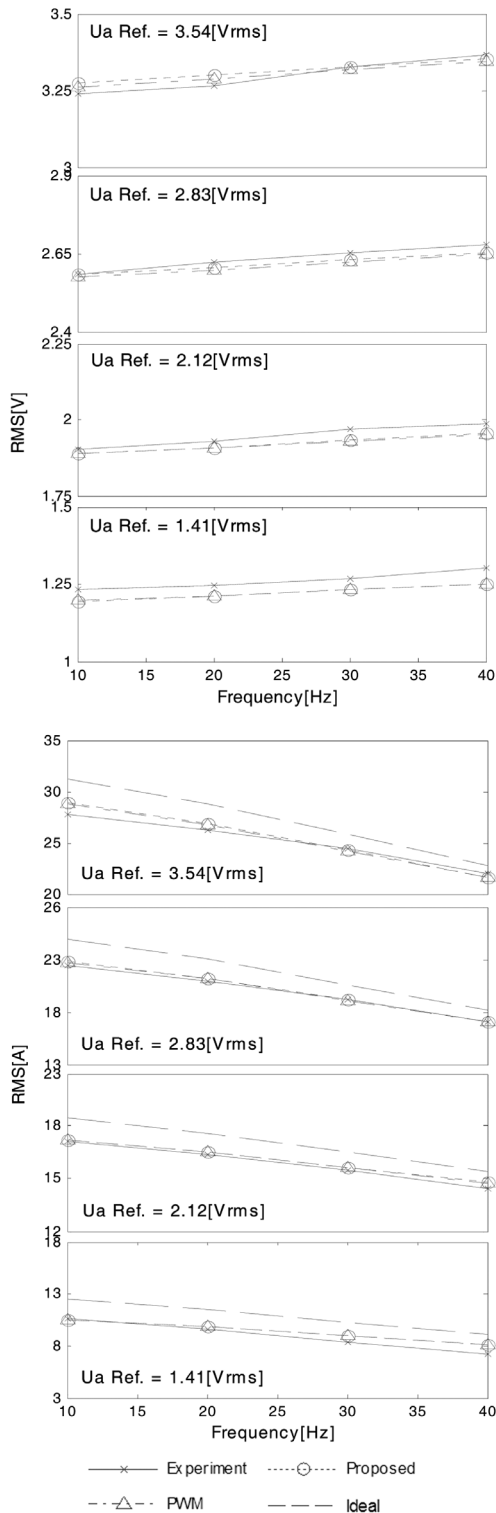 3.5
Ua Ref. = 3.54[Vrms]
3.25
3
2.9
Ua Ref. = 2.83[Vrms]
2.65
2.4
2.25
Ua Ref. = 2.12[Vrms]
2
1.75
1.5
Ua Ref. = 1.41[Vrms]
1.25
1
RMS[V]
10 15 20 25 30 35 40
Frequency[Hz]
35
30
25
20
Ua Ref. = 3.54[Vrms]
26
23
18
13
Ua Ref. = 2.83[Vrms]
23
18
15
12
Ua Ref. = 2.12[Vrms]
18
13
8
3
Ua Ref. = 1.41[Vrms]
RMS[A]
10 15 20 25 30 35 40
Frequency[Hz]
Experiment Proposed
PWM Ideal